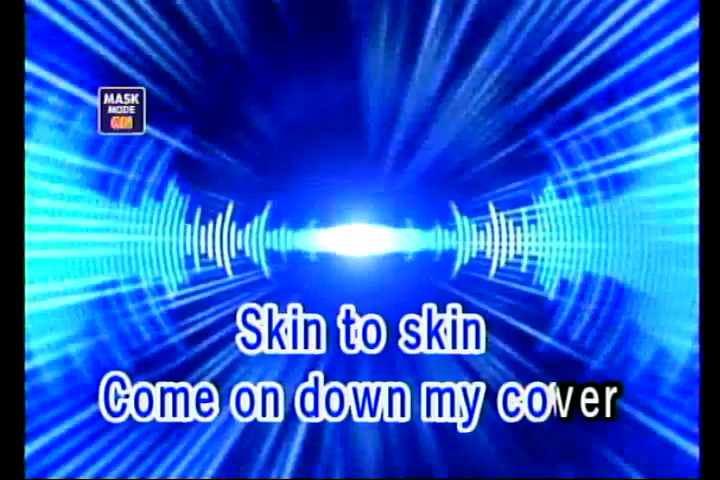 MASK
MODE
ON
Skin to skin
Come on down my cover